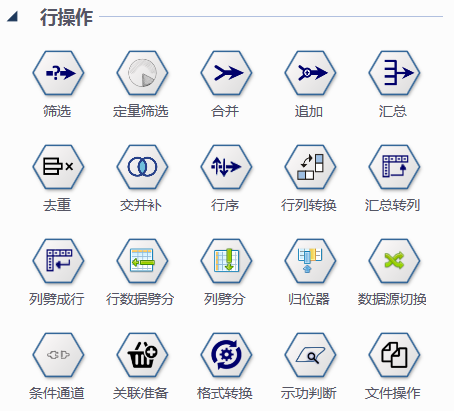 行操作
筛选 定量筛选 合并 追加 汇总
去重 交并补 行序 行列转换 汇总转列
列劈成行 行数据劈分 列劈分 归位器 数据源切换
条件通道 关联准备 格式转换 示功判断 文件操作